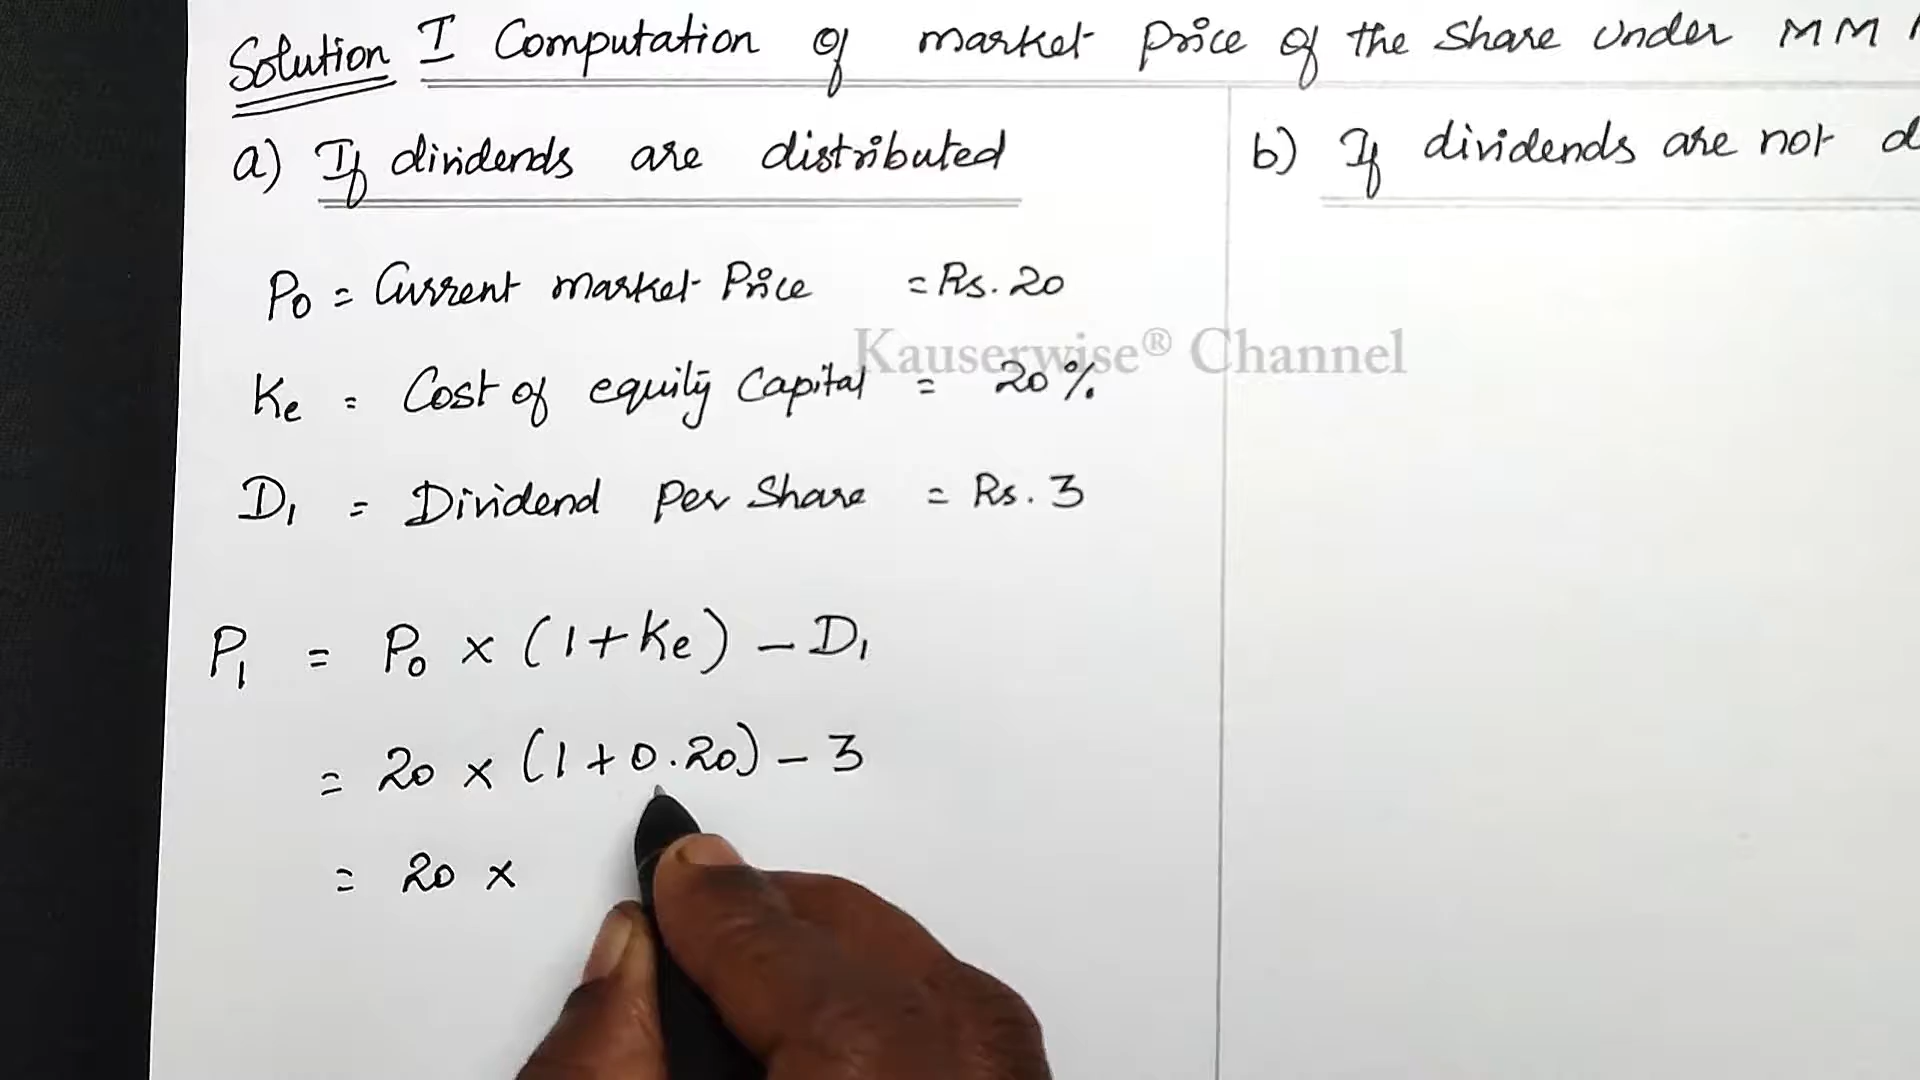 Solution I Computation of market price of the share under MM
a) If dividends are distributed
b) If dividends are not
P0 = Current market Price = Rs. 20
Kauserwise® Channel
Ke = Cost of equity Capital = 20%
D1 = Dividend Per Share = Rs. 3
P1 = P0 × (1+Ke) – D1
= 20 × (1+0.20) – 3
= 20 ×